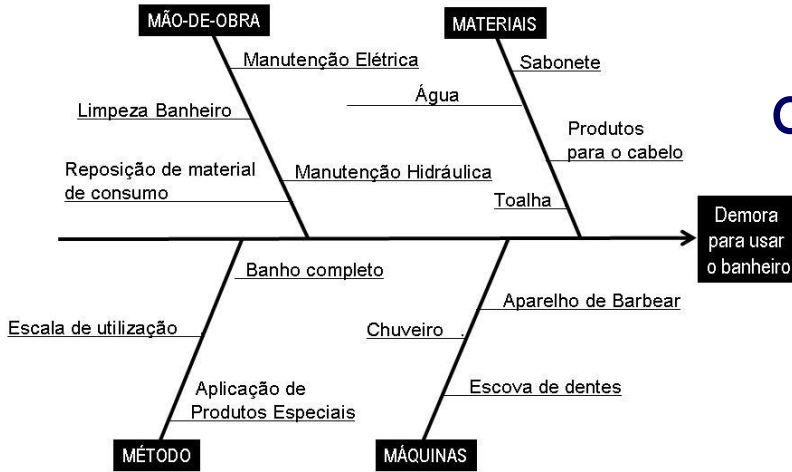 MÃO-DE-OBRA
Manutenção Elétrica
Limpeza Banheiro
Reposição de material
de consumo
Manutenção Hidráulica
MATERIAIS
Sabonete
Água
Produtos
para o cabelo
Toalha
Demora
para usar
o banheiro
Banho completo
Escala de utilização
Aplicação de
Produtos Especiais
MÉTODO
Aparelho de Barbear
Chuveiro
Escova de dentes
MÁQUINAS